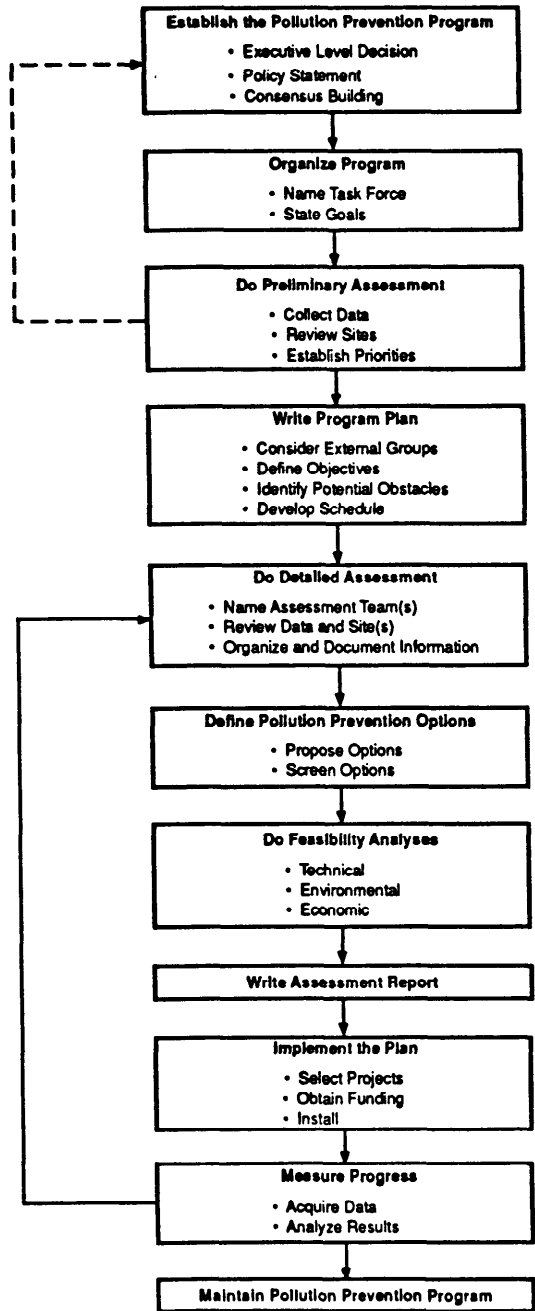 Establish the Pollution Prevention Program
• Executive Level Decision
• Policy Statement
• Consensus Building
Organize Program
• Name Task Force
• State Goals
Do Preliminary Assessment
• Collect Data
• Review Sites
• Establish Priorities
Write Program Plan
• Consider External Groups
• Define Objectives
• Identify Potential Obstacles
• Develop Schedule
Do Detailed Assessment
• Name Assessment Team(s)
• Review Data and Site(s)
• Organize and Document Information
Define Pollution Prevention Options
• Propose Options
• Screen Options
Do Feasibility Analyses
• Technical
• Environmental
• Economic
Write Assessment Report
Implement the Plan
• Select Projects
• Obtain Funding
• Install
Measure Progress
• Acquire Data
• Analyze Results
Maintain Pollution Prevention Program